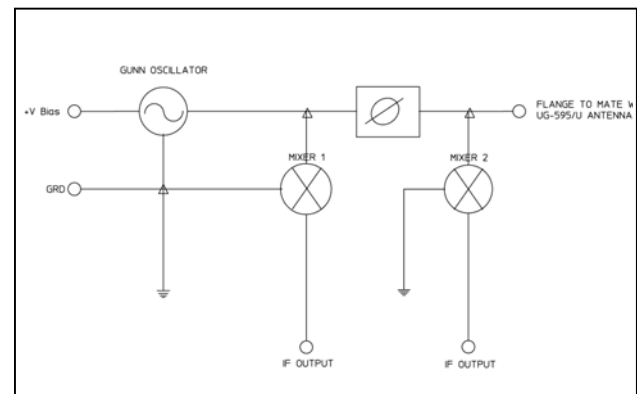 GUNN OSCILLATOR
+V Bias
FLANGE TO MATE W
UG-595/U ANTENNA
MIXER 1
MIXER 2
GRD
IF OUTPUT
IF OUTPUT